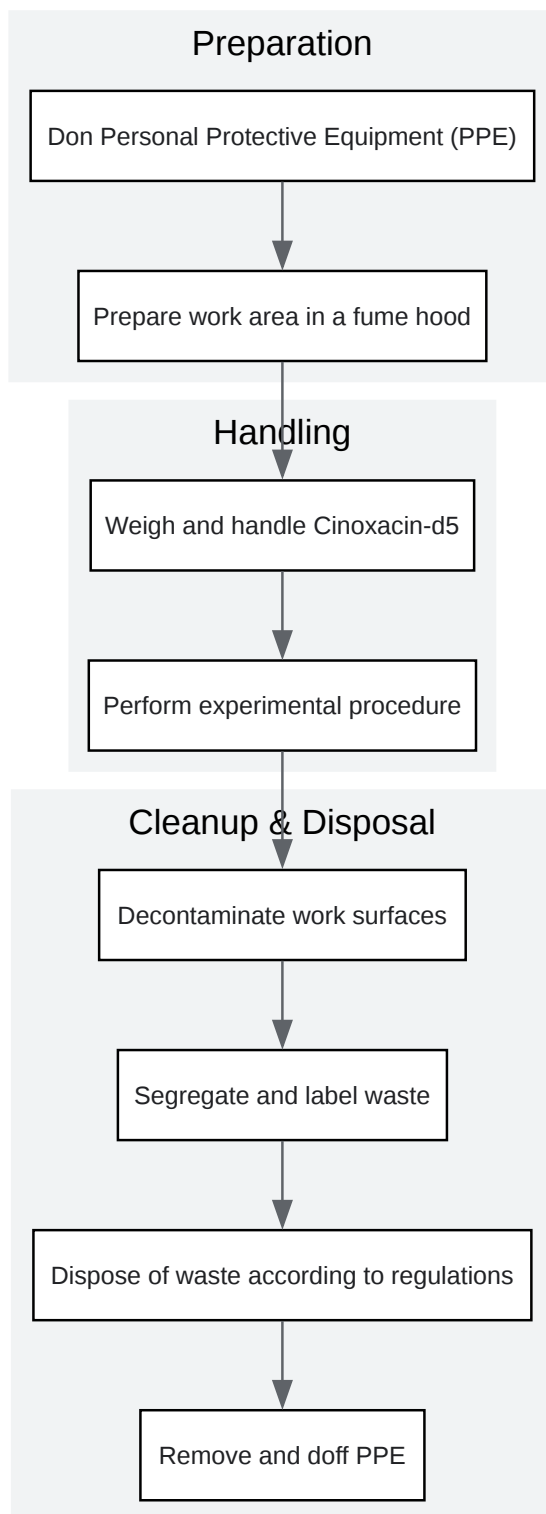 Preparation
Don Personal Protective Equipment (PPE)
Prepare work area in a fume hood
Handling
Weigh and handle Cinoxacin-d5
Perform experimental procedure
Cleanup & Disposal
Decontaminate work surfaces
Segregate and label waste
Dispose of waste according to regulations
Remove and doff PPE